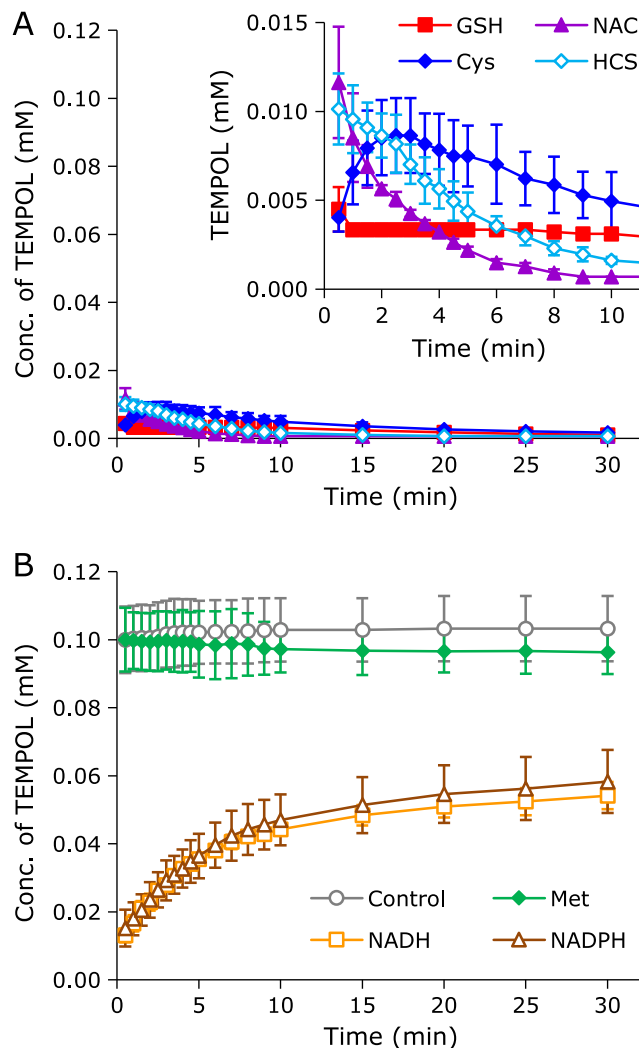 A
GSH
NAC
Cys
HCS
TEMPOL (mM)
0.015
0.010
0.005
0.000
0 2 4 6 8 10
Time (min)
Conc. of TEMPOL (mM)
0.12
0.10
0.08
0.06
0.04
0.02
0.00
0 5 10 15 20 25 30
Time (min)
B
Conc. of TEMPOL (mM)
0.12
0.10
0.08
0.06
0.04
0.02
0.00
Control
Met
NADH
NADPH
0 5 10 15 20 25 30
Time (min)